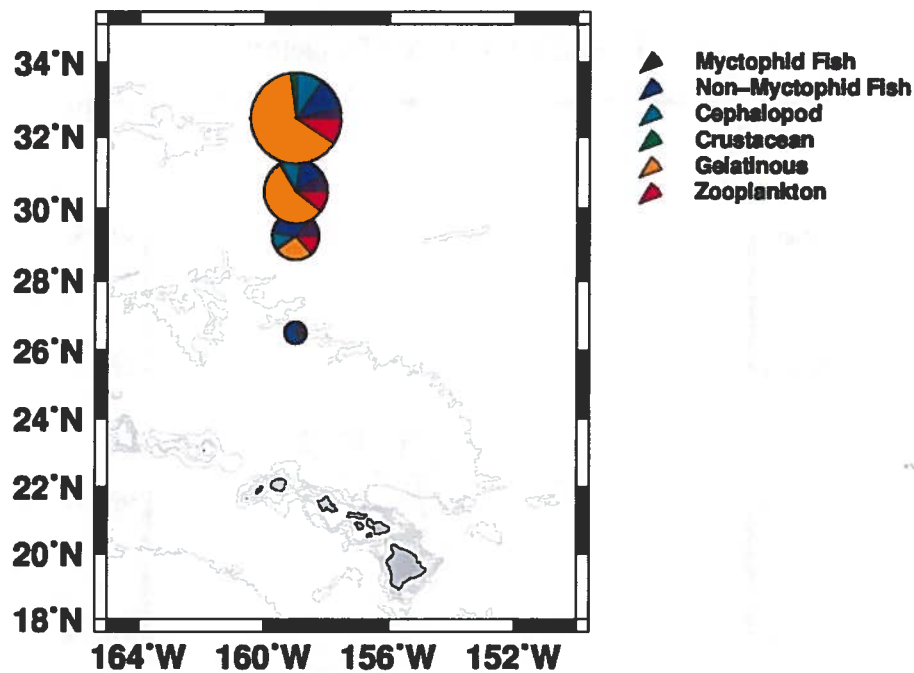 34°N
32°N
30°N
28°N
26°N
24°N
22°N
20°N
18°N
164°W 160°W 156°W 152°W
Myctophid Fish
Non-Myctophid Fish
Cephalopod
Crustacean
Gelatinous
Zooplankton